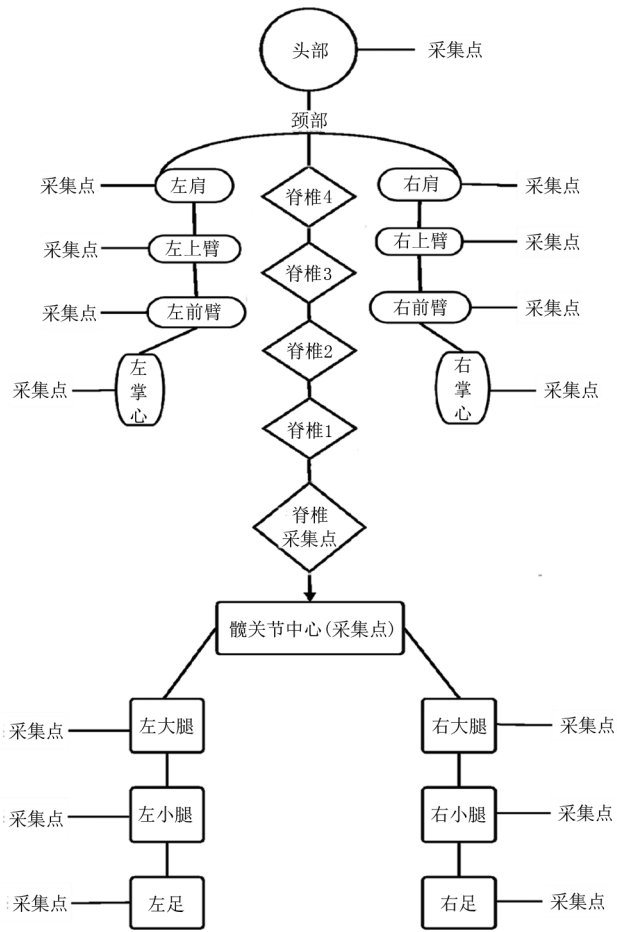 头部 采集点
颈部
采集点 左肩 脊椎4 右肩 采集点
采集点 左上臂 右上臂 采集点
脊椎3
采集点 左前臂 右前臂 采集点
脊椎2
采集点 左掌心 右掌心 采集点
脊椎1
脊椎
采集点
髋关节中心(采集点)
采集点 左大腿 右大腿 采集点
采集点 左小腿 右小腿 采集点
采集点 左足 右足 采集点